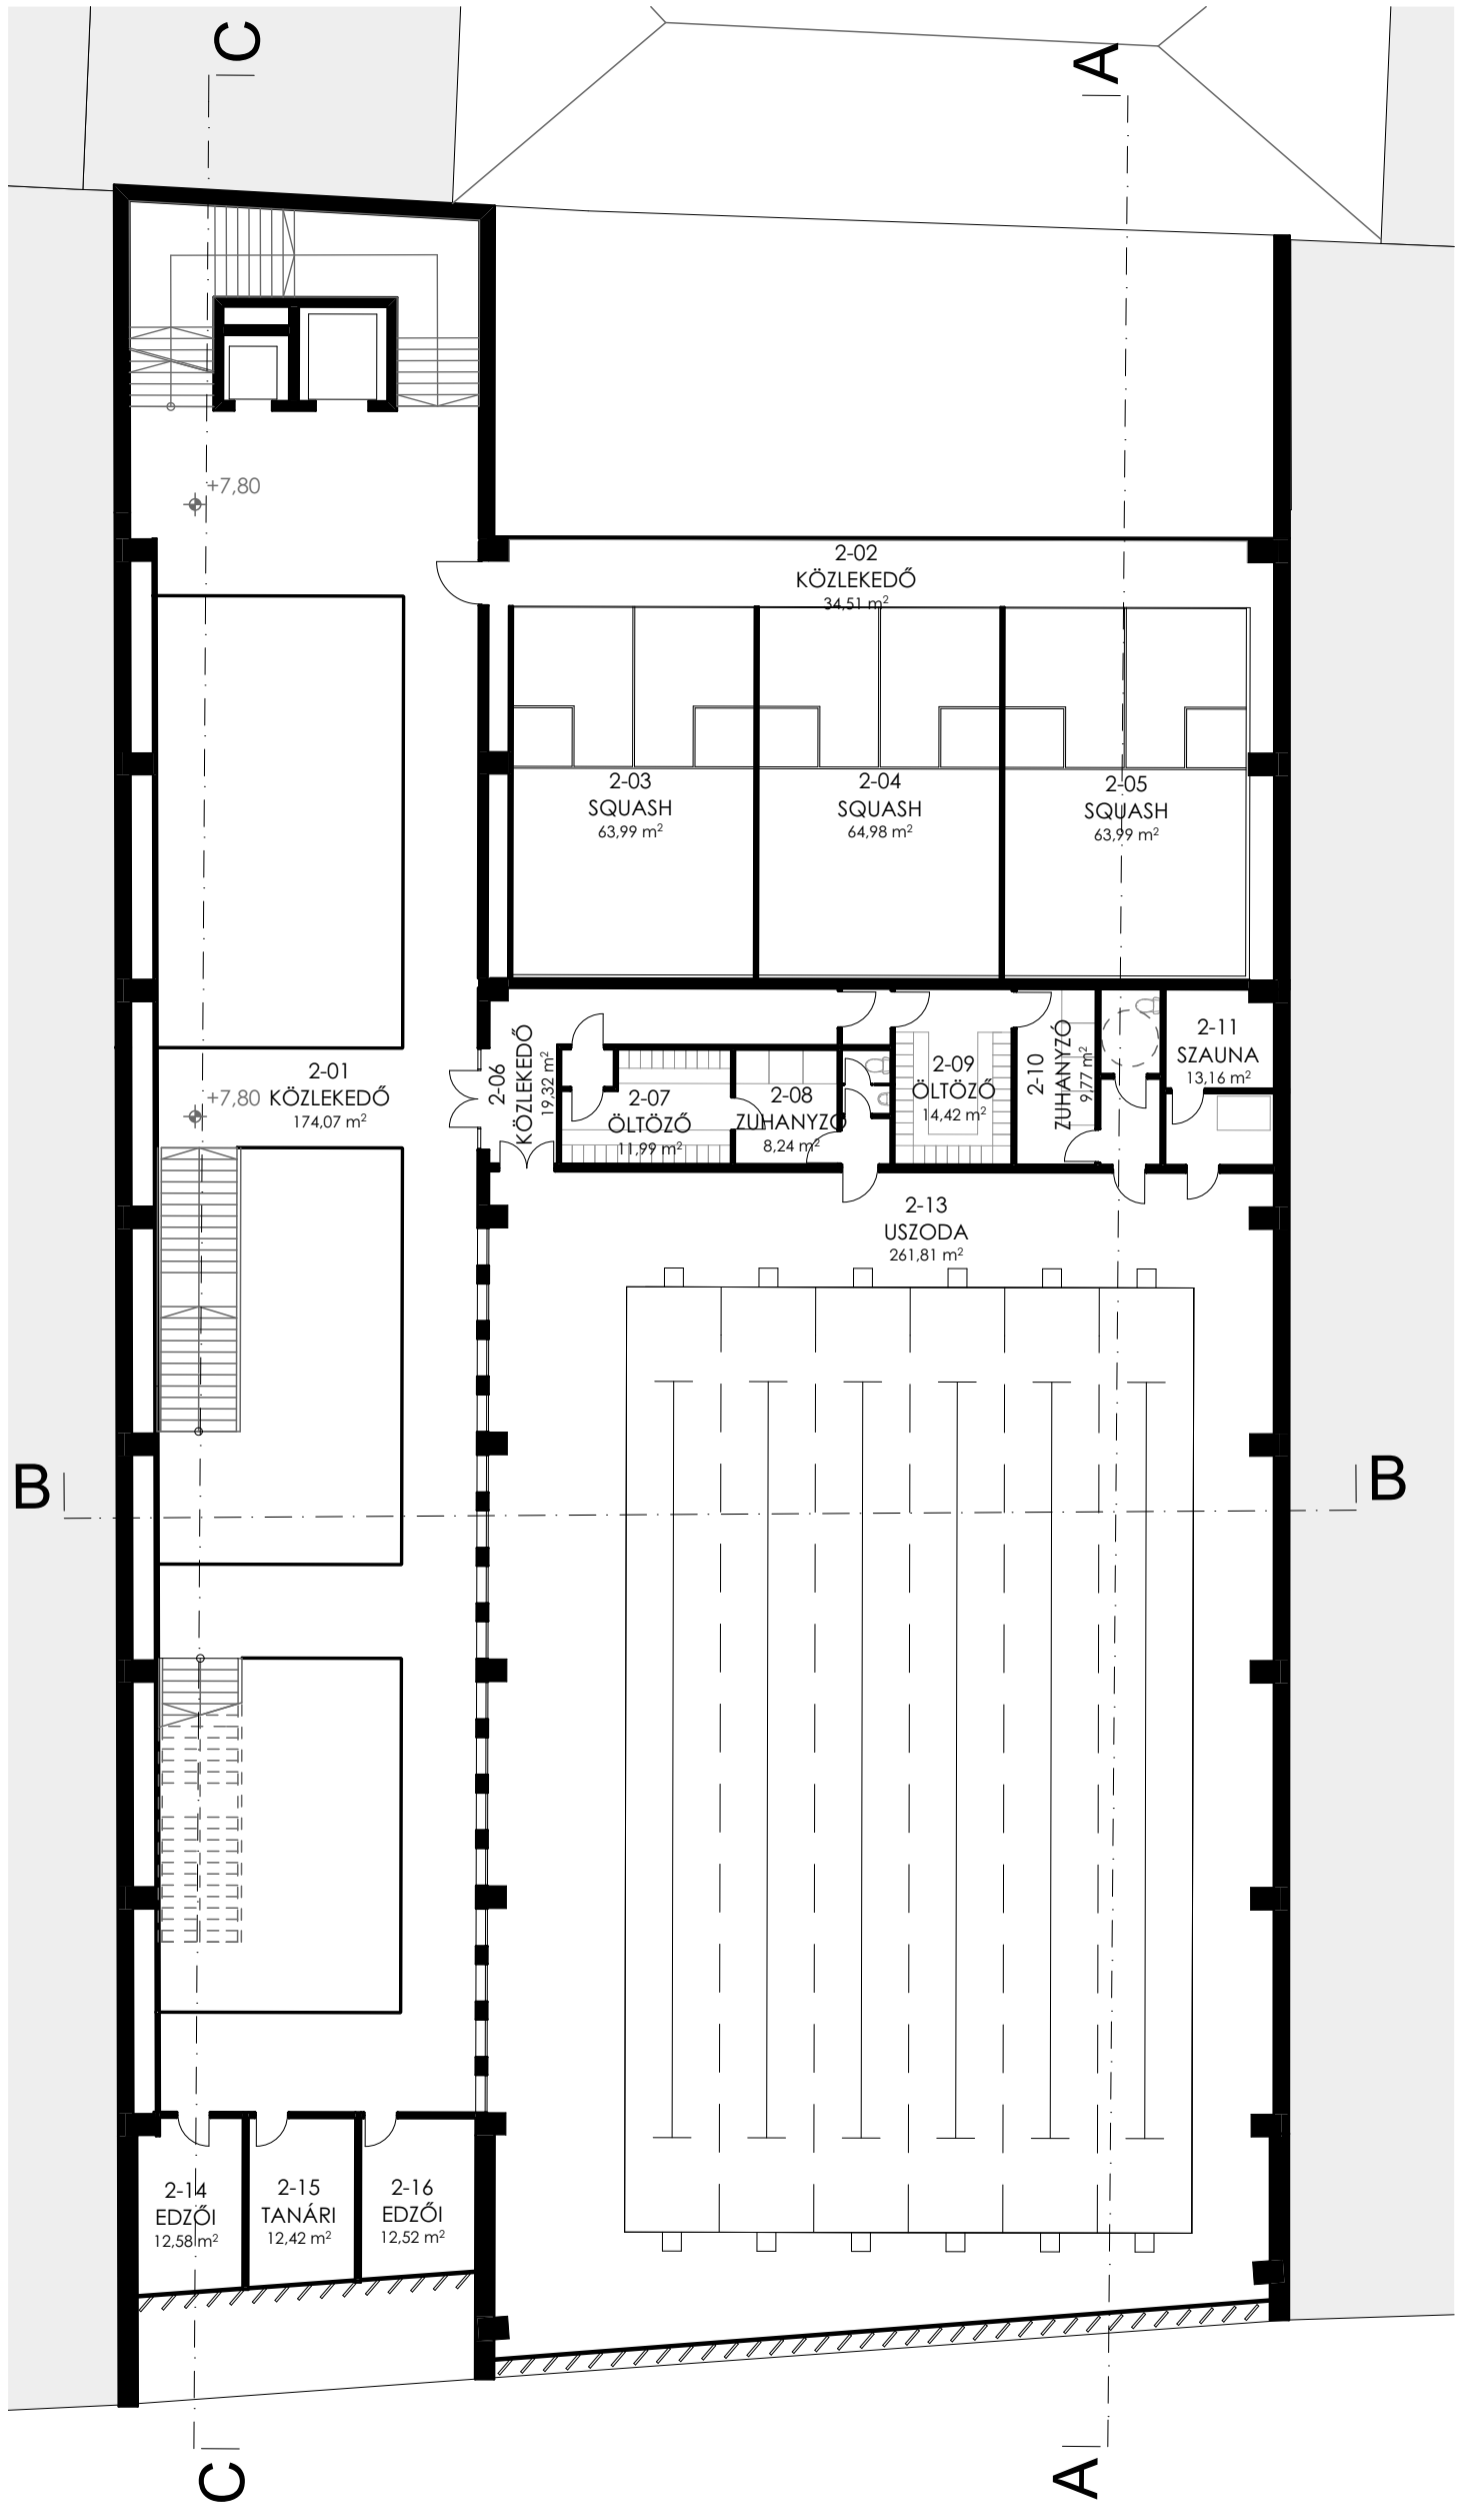 C
A
+7,80
2-02
KÖZLEKEDŐ
34,51 m²
2-03
SQUASH
63,99 m²
2-04
SQUASH
64,98 m²
2-05
SQUASH
63,99 m²
2-01
KÖZLEKEDŐ
174,07 m²
+7,80
2-06
KÖZLEKEDŐ
19,32 m²
2-07
ÖLTÖZŐ
11,99 m²
2-08
ZUHANYZÓ
8,24 m²
2-09
ÖLTÖZŐ
14,42 m²
2-10
ZUHANYZÓ
9,77 m²
2-11
SZAUNA
13,16 m²
2-13
USZODA
261,81 m²
B
B
2-14
EDZŐI
12,58 m²
2-15
TANÁRI
12,42 m²
2-16
EDZŐI
12,52 m²
C
A